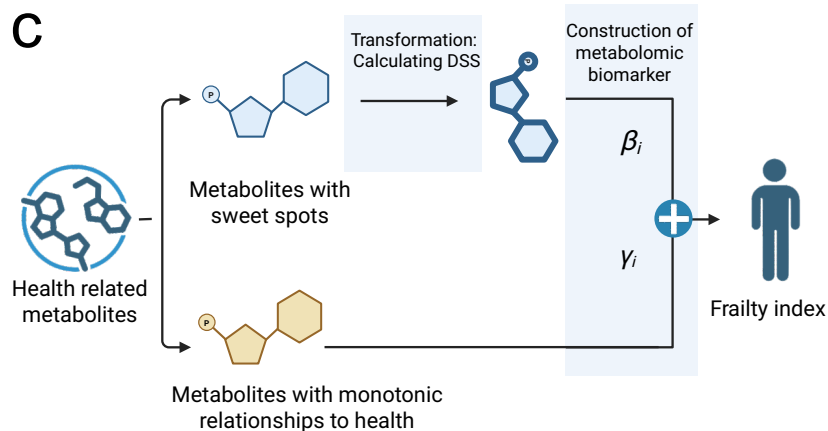 C
Transformation:
Calculating DSS
Construction of
metabolomic
biomarker
P
Metabolites with
sweet spots
βi
γi
Health related
metabolites
Frailty index
P
Metabolites with monotonic
relationships to health